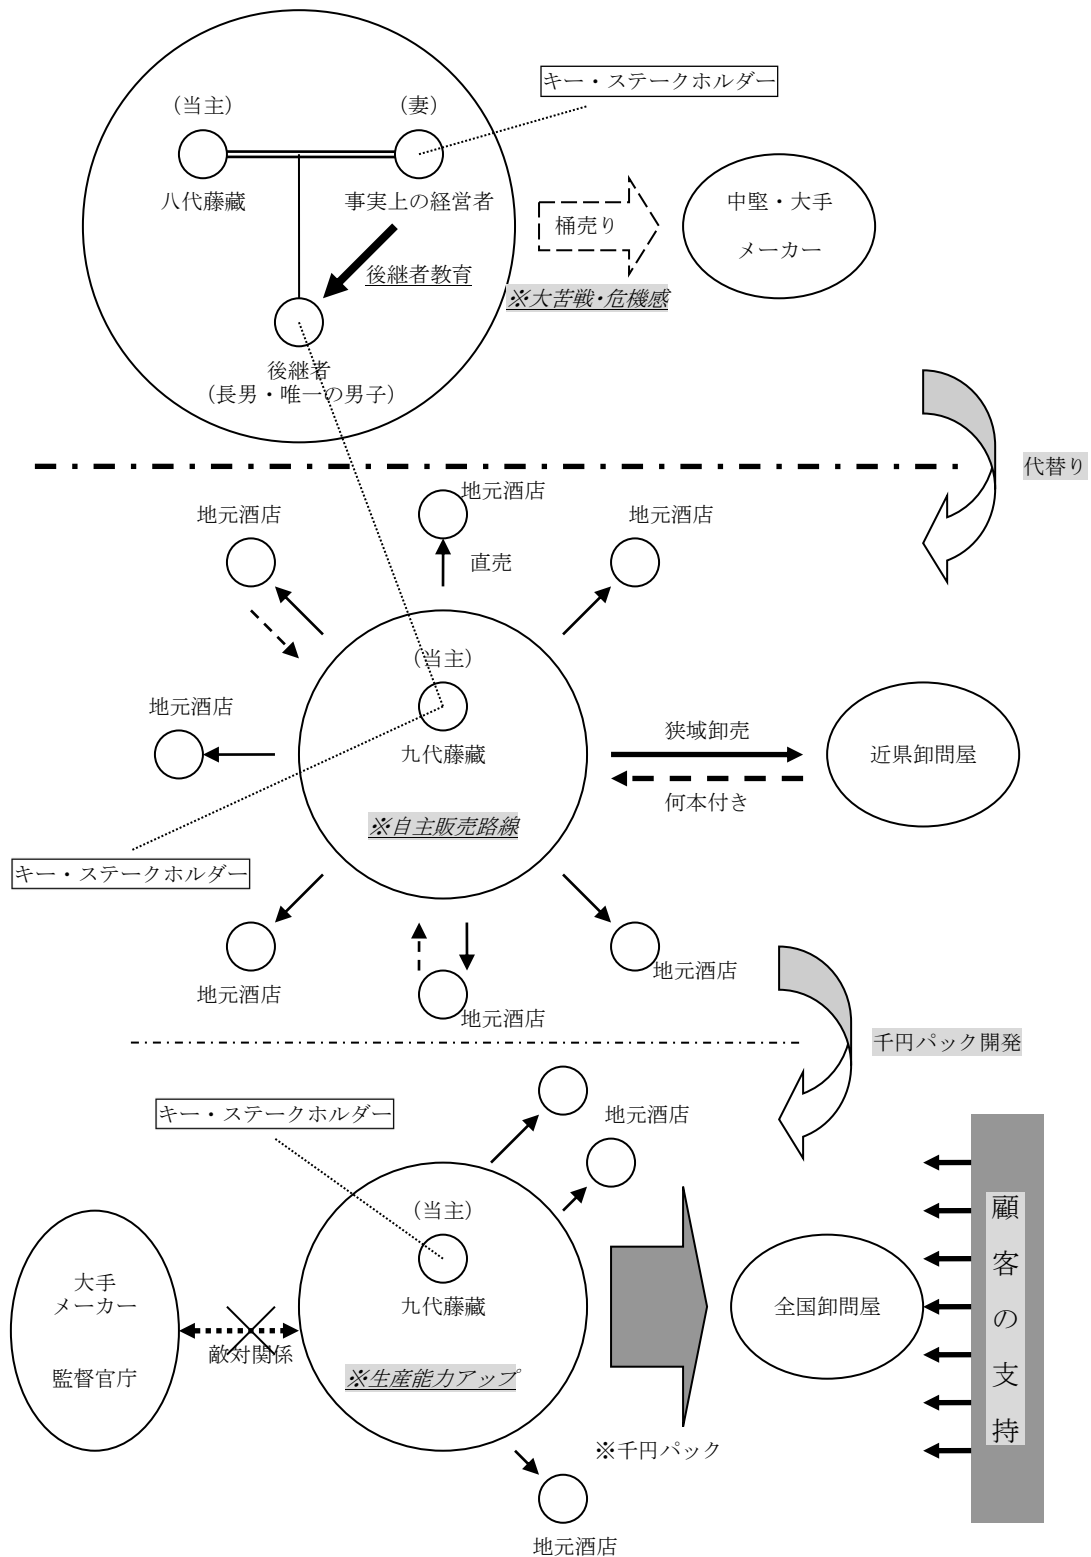 キー・ステークホルダー
（当主）
（妻）
八代藤藏
事実上の経営者
桶売り
中堅・大手
メーカー
後継者教育
※大苦戦・危機感
後継者
（長男・唯一の男子）
代替り
地元酒店
地元酒店
地元酒店
直売
（当主）
地元酒店
九代藤藏
狭域卸売
近県卸問屋
何本付き
※自主販売路線
キー・ステークホルダー
地元酒店
地元酒店
地元酒店
千円パック開発
キー・ステークホルダー
地元酒店
（当主）
九代藤藏
大手
メーカー
監督官庁
敵対関係
※生産能力アップ
全国卸問屋
顧客の支持
※千円パック
地元酒店